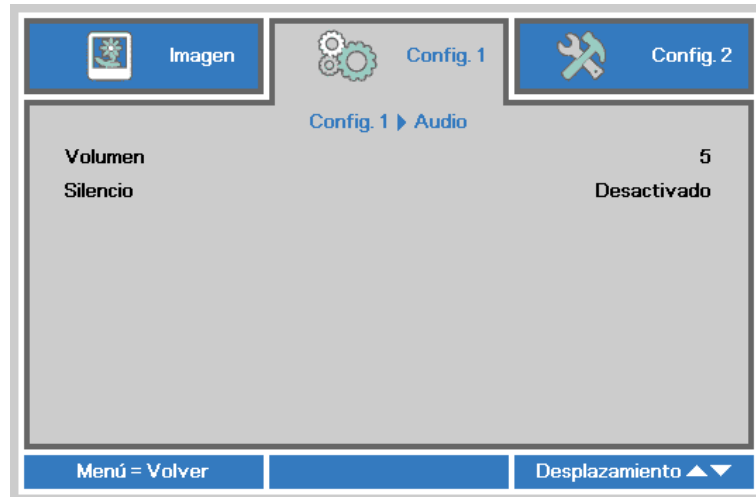 Imagen
Config. 1
Config. 2
Config. 1 ▶ Audio
Volumen 5
Silencio Desactivado
Menú = Volver
Desplazamiento ▲▼